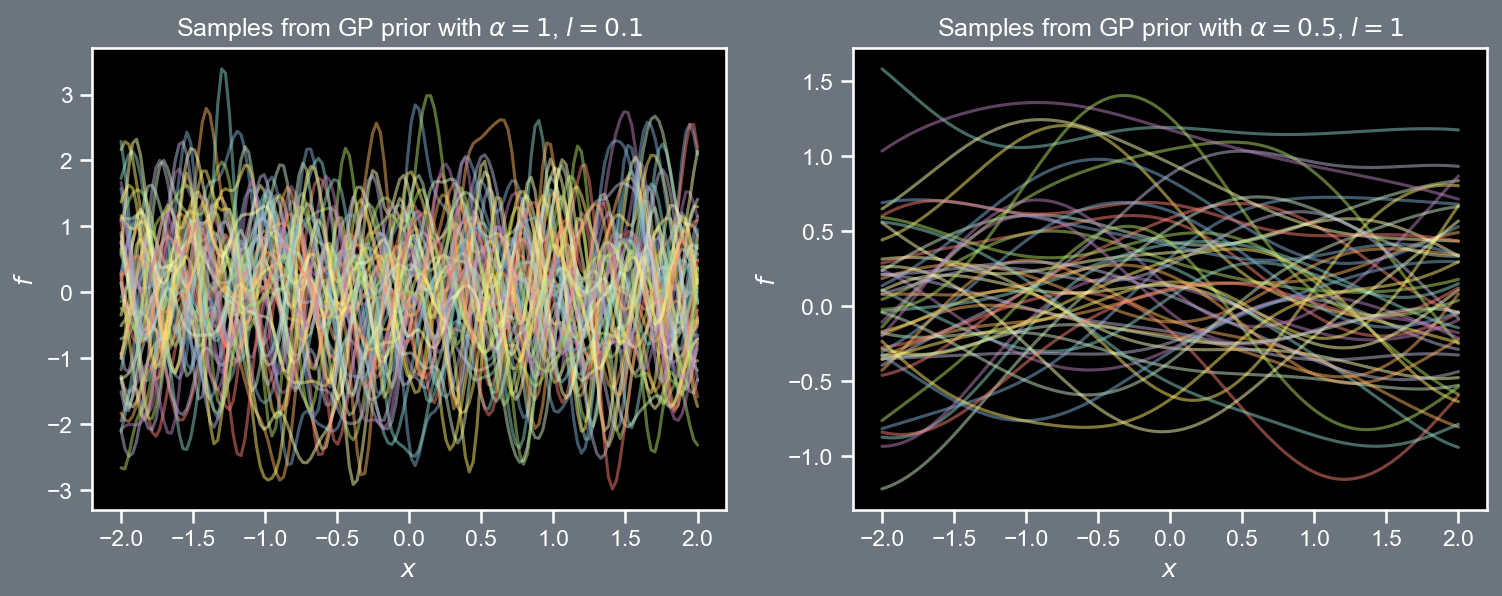 Samples from GP prior with α = 1, l = 0.1
3
2
1
0
−1
−2
−3
f
−2.0 −1.5 −1.0 −0.5 0.0 0.5 1.0 1.5 2.0
x
Samples from GP prior with α = 0.5, l = 1
1.5
1.0
0.5
0.0
−0.5
−1.0
f
−2.0 −1.5 −1.0 −0.5 0.0 0.5 1.0 1.5 2.0
x